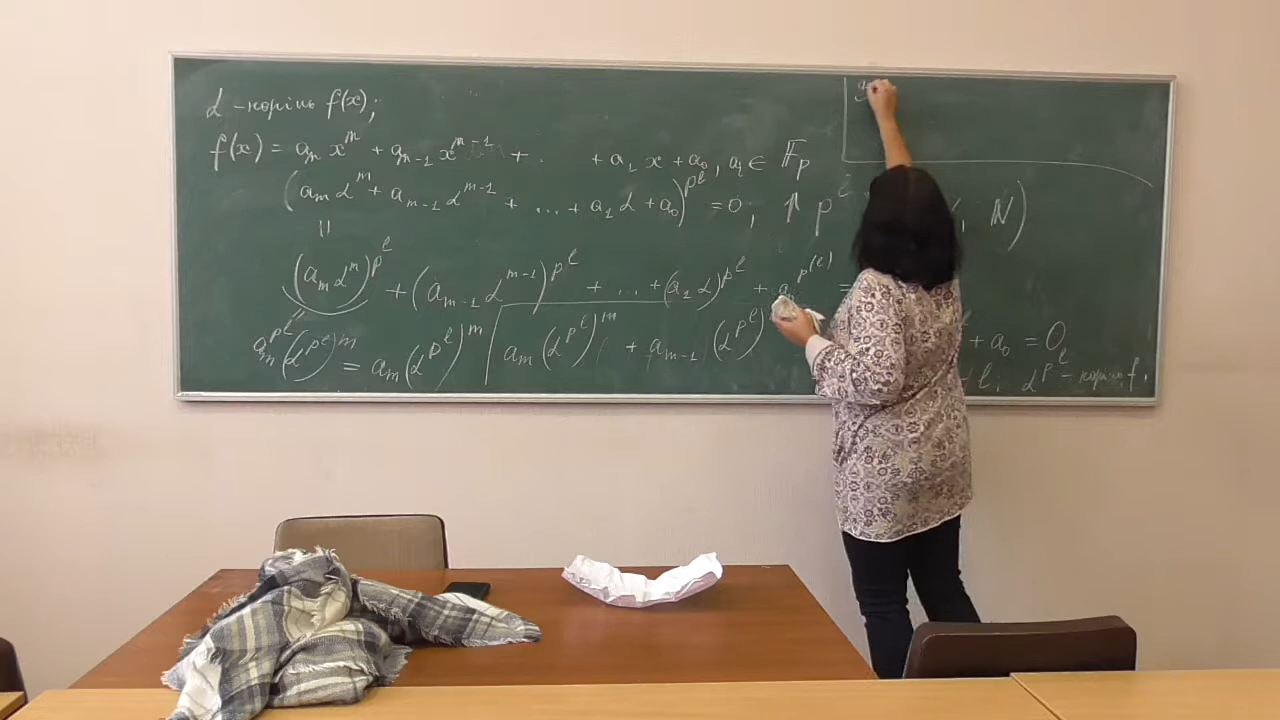 α - корінь f(x);
f(x) = a_m x^m + a_{m-1} x^{m-1} + . . . + a_1 x + a_0, a_i ∈ 𝔽_p
(a_m α^m + a_{m-1} α^{m-1} + ... + a_1 α + a_0)^{p^l} = 0; p^l ℕ)
||
(a_m α^m)^{p^l} + (a_{m-1} α^{m-1})^{p^l} + ... + (a_1 α)^{p^l} + a_0^{p^{(l)}} =
||
a_m^{p^l} (α^{p^l})^m = a_m (α^{p^l})^m a_m (α^{p^l})^m + a_{m-1} (α^{p^l}) + a_0 = 0
l; α^{p^l} - корінь f.